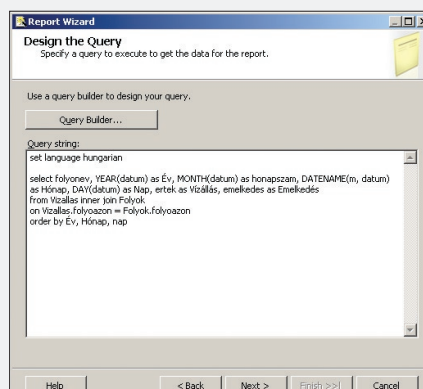 Report Wizard
Design the Query
Specify a query to execute to get the data for the report.
Use a query builder to design your query.
Query Builder...
Query string:
set language hungarian
select folyonev, YEAR(datum) as Év, MONTH(datum) as honapszam, DATENAME(m, datum)
as Hónap, DAY(datum) as Nap, ertek as Vízállás, emelkedes as Emelkedés
from Vizallas inner join Folyok
on Vizallas.folyoazon = Folyok.folyoazon
order by Év, Hónap, nap
Help
< Back
Next >
Finish >>|
Cancel